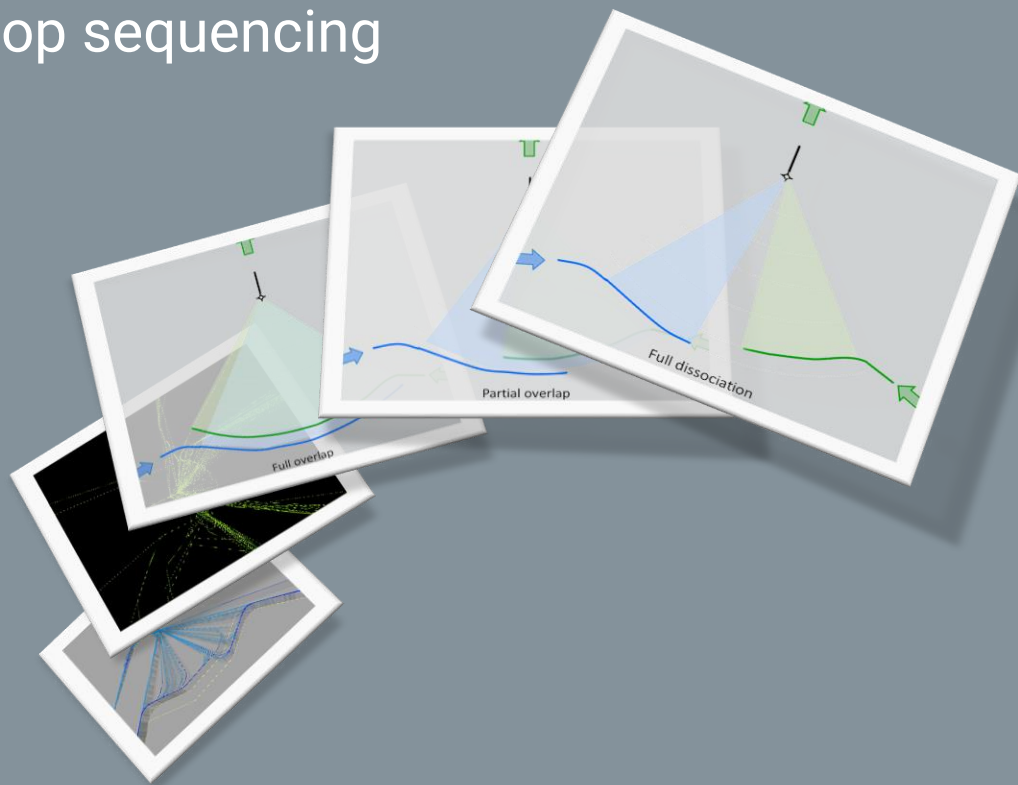 op sequencing
Full overlap
Partial overlap
Full dissociation